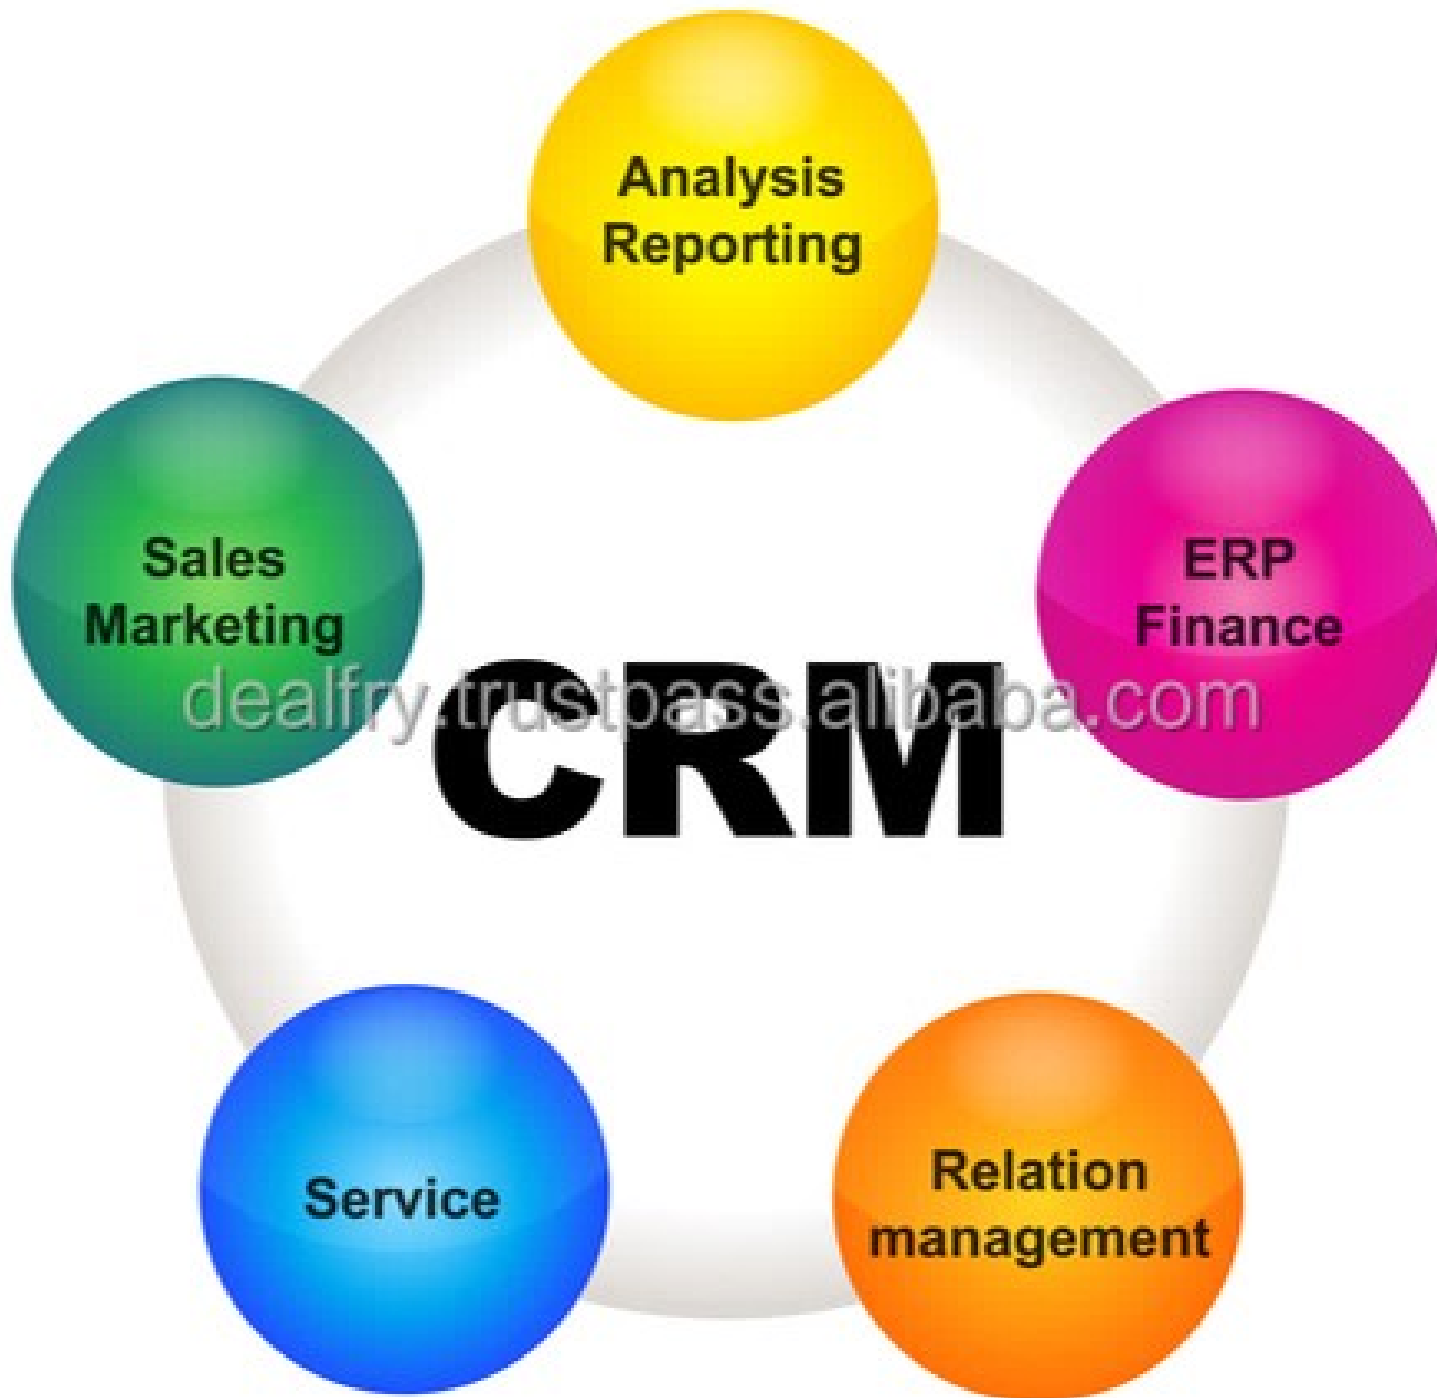 Analysis
Reporting
Sales
Marketing
ERP
Finance
dealfry.trustpass.alibaba.com
CRM
Service
Relation
management